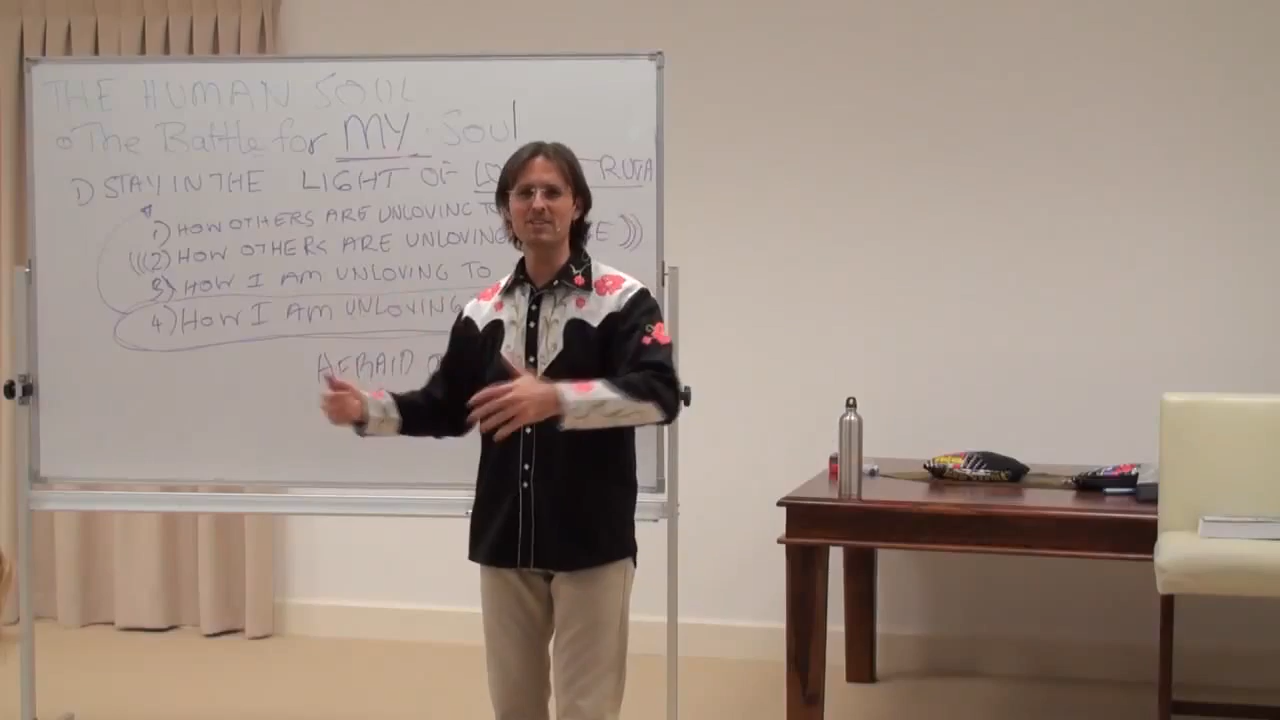 THE HUMAN SOUL
The Battle for MY Soul
1) STAY IN THE LIGHT OF
1) HOW OTHERS ARE UNLOVING TO
(((2) HOW OTHERS ARE UNLOVING )))
3) HOW I AM UNLOVING TO
4) HOW I AM UNLOVING
AFRAID